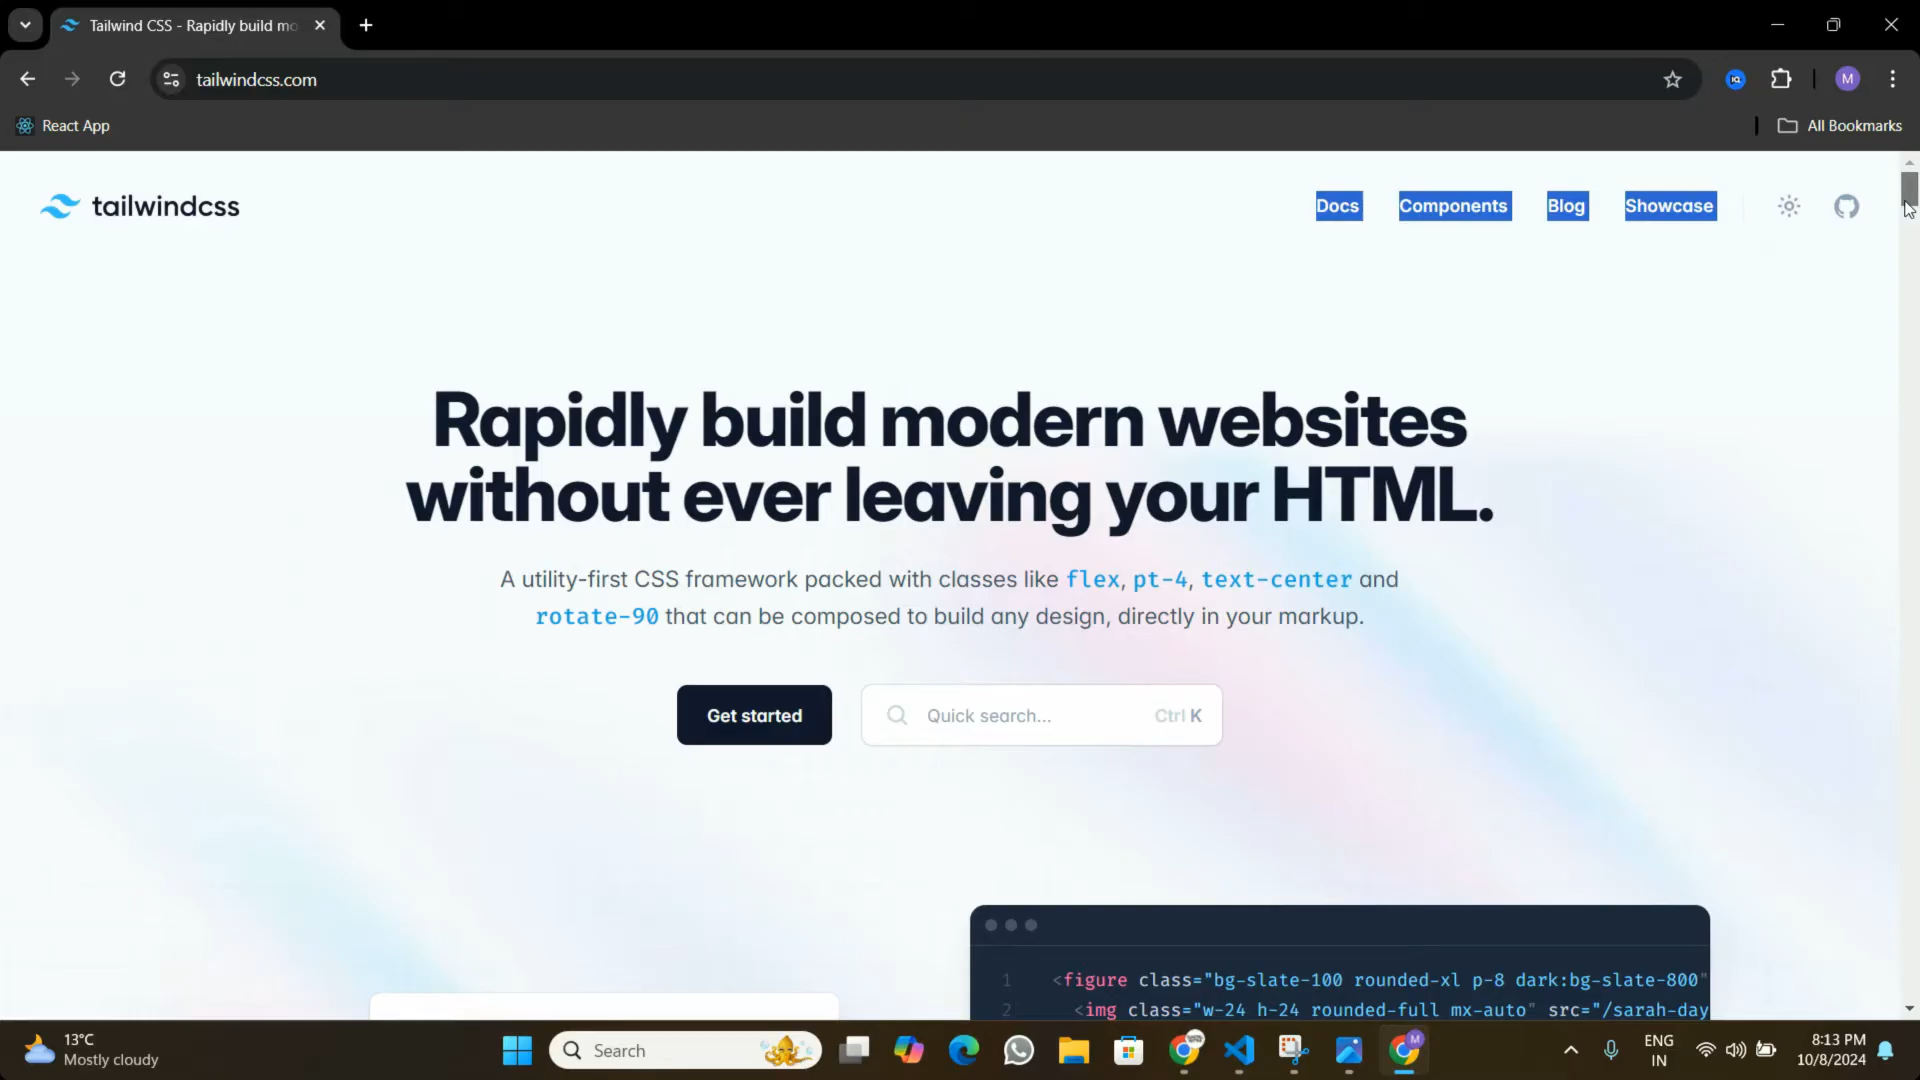 Tailwind CSS - Rapidly build mo
tailwindcss.com
M
React App
All Bookmarks
tailwindcss
Docs
Components
Blog
Showcase
Rapidly build modern websites
without ever leaving your HTML.
A utility-first CSS framework packed with classes like flex, pt-4, text-center and
rotate-90 that can be composed to build any design, directly in your markup.
Get started
Quick search...
Ctrl K
1 <figure class="bg-slate-100 rounded-xl p-8 dark:bg-slate-800"
2 <img class="w-24 h-24 rounded-full mx-auto" src="/sarah-day
13°C
Mostly cloudy
Search
M
ENG
IN
8:13 PM
10/8/2024